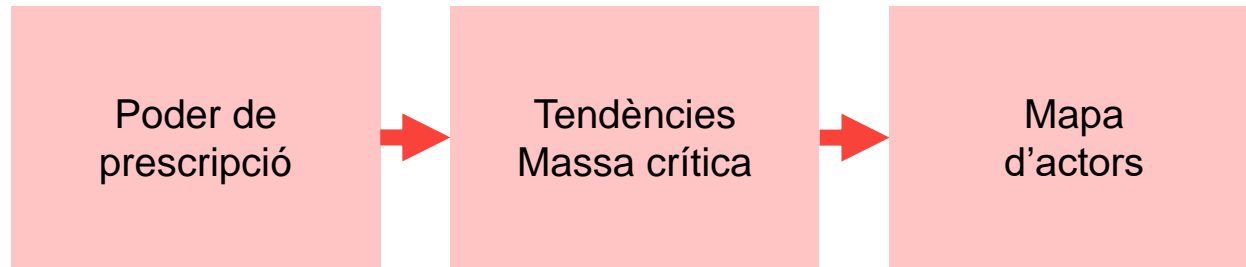 Poder de
prescripció
Tendències
Massa crítica
Mapa
d’actors